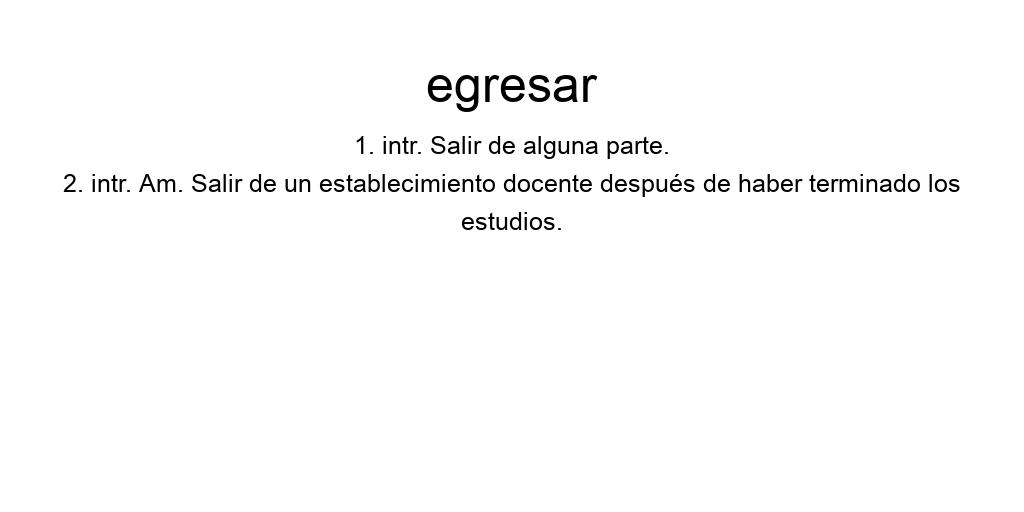 egresar
1. intr. Salir de alguna parte.
2. intr. Am. Salir de un establecimiento docente después de haber terminado los
estudios.